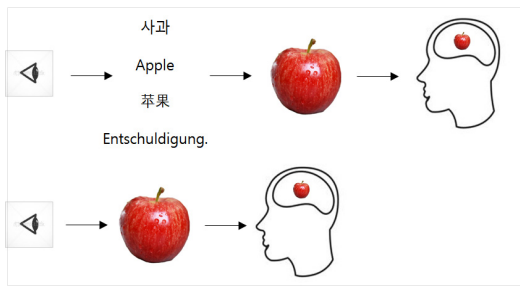 사과
Apple
苹果
Entschuldigung.